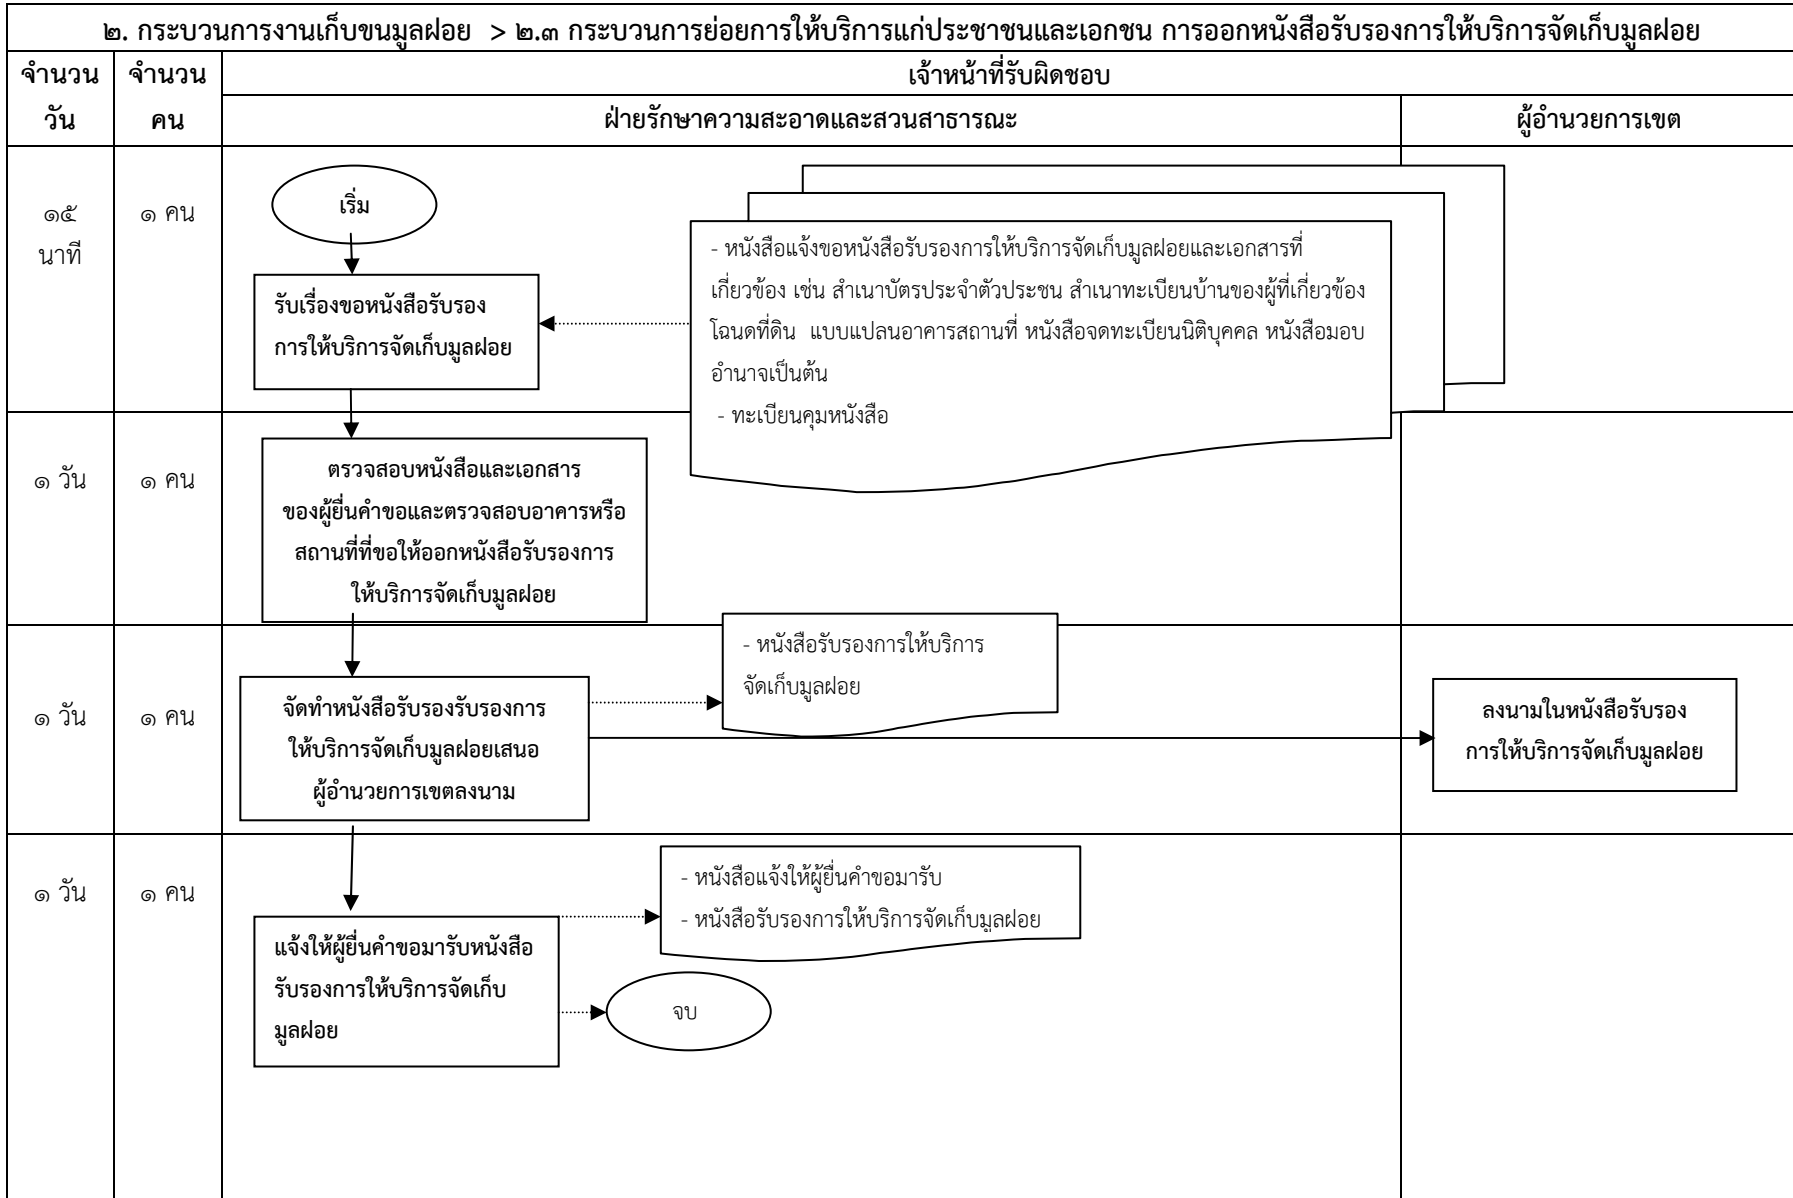 ๒. กระบวนการงานเก็บขนมูลฝอย > ๒.๓ กระบวนการย่อยการให้บริการแก่ประชาชนและเอกชน การออกหนังสือรับรองการให้บริการจัดเก็บมูลฝอย
จำนวน
วัน
จำนวน
คน
เจ้าหน้าที่รับผิดชอบ
ฝ่ายรักษาความสะอาดและสวนสาธารณะ
ผู้อำนวยการเขต
๑๕
นาที
๑ คน
เริ่ม
รับเรื่องขอหนังสือรับรอง
การให้บริการจัดเก็บมูลฝอย
- หนังสือแจ้งขอหนังสือรับรองการให้บริการจัดเก็บมูลฝอยและเอกสารที่
เกี่ยวข้อง เช่น สำเนาบัตรประจำตัวประชน สำเนาทะเบียนบ้านของผู้ที่เกี่ยวข้อง
โฉนดที่ดิน แบบแปลนอาคารสถานที่ หนังสือจดทะเบียนนิติบุคคล หนังสือมอบ
อำนาจเป็นต้น
- ทะเบียนคุมหนังสือ
๑ วัน
๑ คน
ตรวจสอบหนังสือและเอกสาร
ของผู้ยื่นคำขอและตรวจสอบอาคารหรือ
สถานที่ที่ขอให้ออกหนังสือรับรองการ
ให้บริการจัดเก็บมูลฝอย
๑ วัน
๑ คน
จัดทำหนังสือรับรองรับรองการ
ให้บริการจัดเก็บมูลฝอยเสนอ
ผู้อำนวยการเขตลงนาม
- หนังสือรับรองการให้บริการ
จัดเก็บมูลฝอย
ลงนามในหนังสือรับรอง
การให้บริการจัดเก็บมูลฝอย
๑ วัน
๑ คน
แจ้งให้ผู้ยื่นคำขอมารับหนังสือ
รับรองการให้บริการจัดเก็บ
มูลฝอย
- หนังสือแจ้งให้ผู้ยื่นคำขอมารับ
- หนังสือรับรองการให้บริการจัดเก็บมูลฝอย
จบ